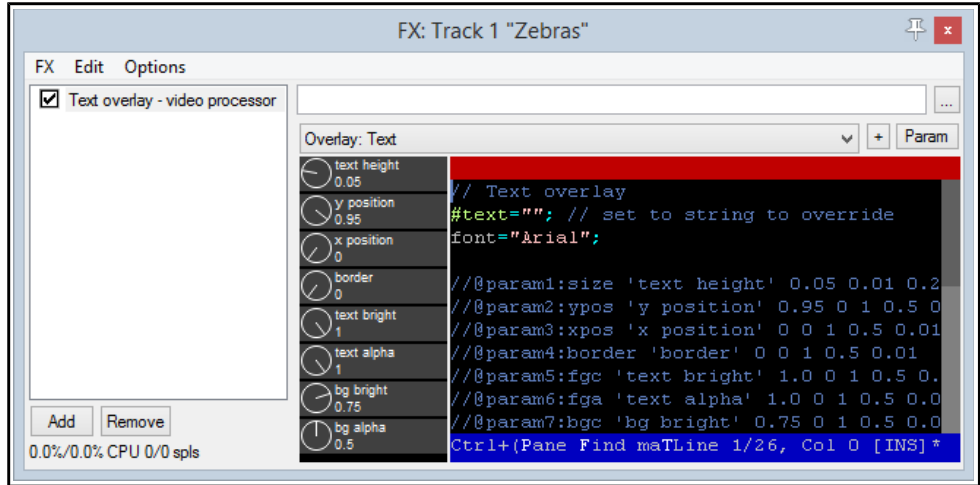 FX: Track 1 "Zebras"
x
FX Edit Options
Text overlay - video processor
...
Overlay: Text
+ Param
text height
0.05
y position
0.95
x position
0
border
0
text bright
1
text alpha
1
bg bright
0.75
bg alpha
0.5
// Text overlay
#text=""; // set to string to override
font="Arial";
//@param1:size 'text height' 0.05 0.01 0.2
//@param2:ypos 'y position' 0.95 0 1 0.5 0
//@param3:xpos 'x position' 0 0 1 0.5 0.01
//@param4:border 'border' 0 0 1 0.5 0.01
//@param5:fgc 'text bright' 1.0 0 1 0.5 0.
//@param6:fga 'text alpha' 1.0 0 1 0.5 0.0
//@param7:bgc 'bg bright' 0.75 0 1 0.5 0.0
Ctrl+(Pane Find maTLine 1/26, Col 0 [INS]*
Add Remove
0.0%/0.0% CPU 0/0 spls